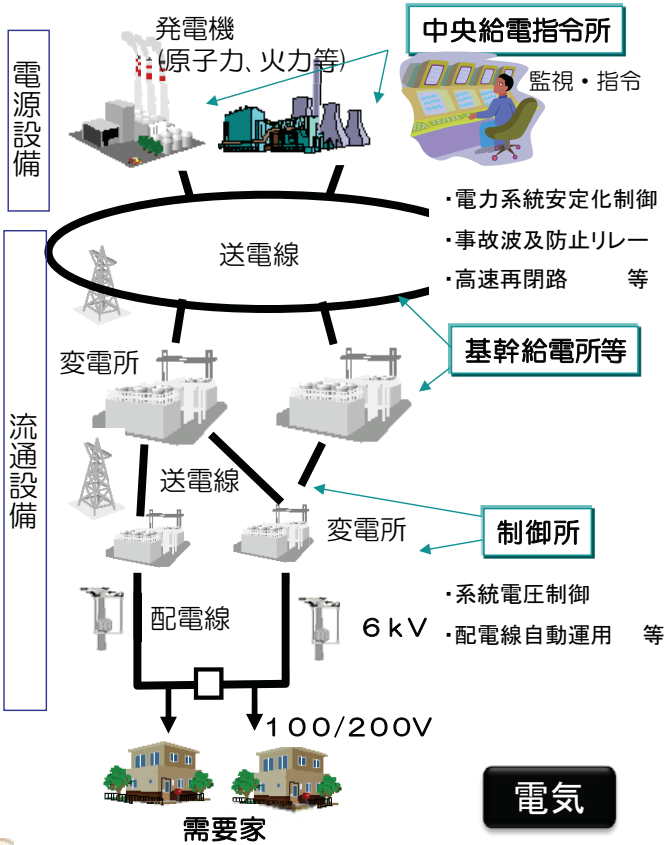 電源設備
発電機
(原子力、火力等)
中央給電指令所
監視・指令
・電力系統安定化制御
・事故波及防止リレー
・高速再閉路　　等
送電線
基幹給電所等
変電所
流通設備
送電線
変電所
制御所
・系統電圧制御
・配電線自動運用　等
配電線
6kV
100/200V
需要家
電気